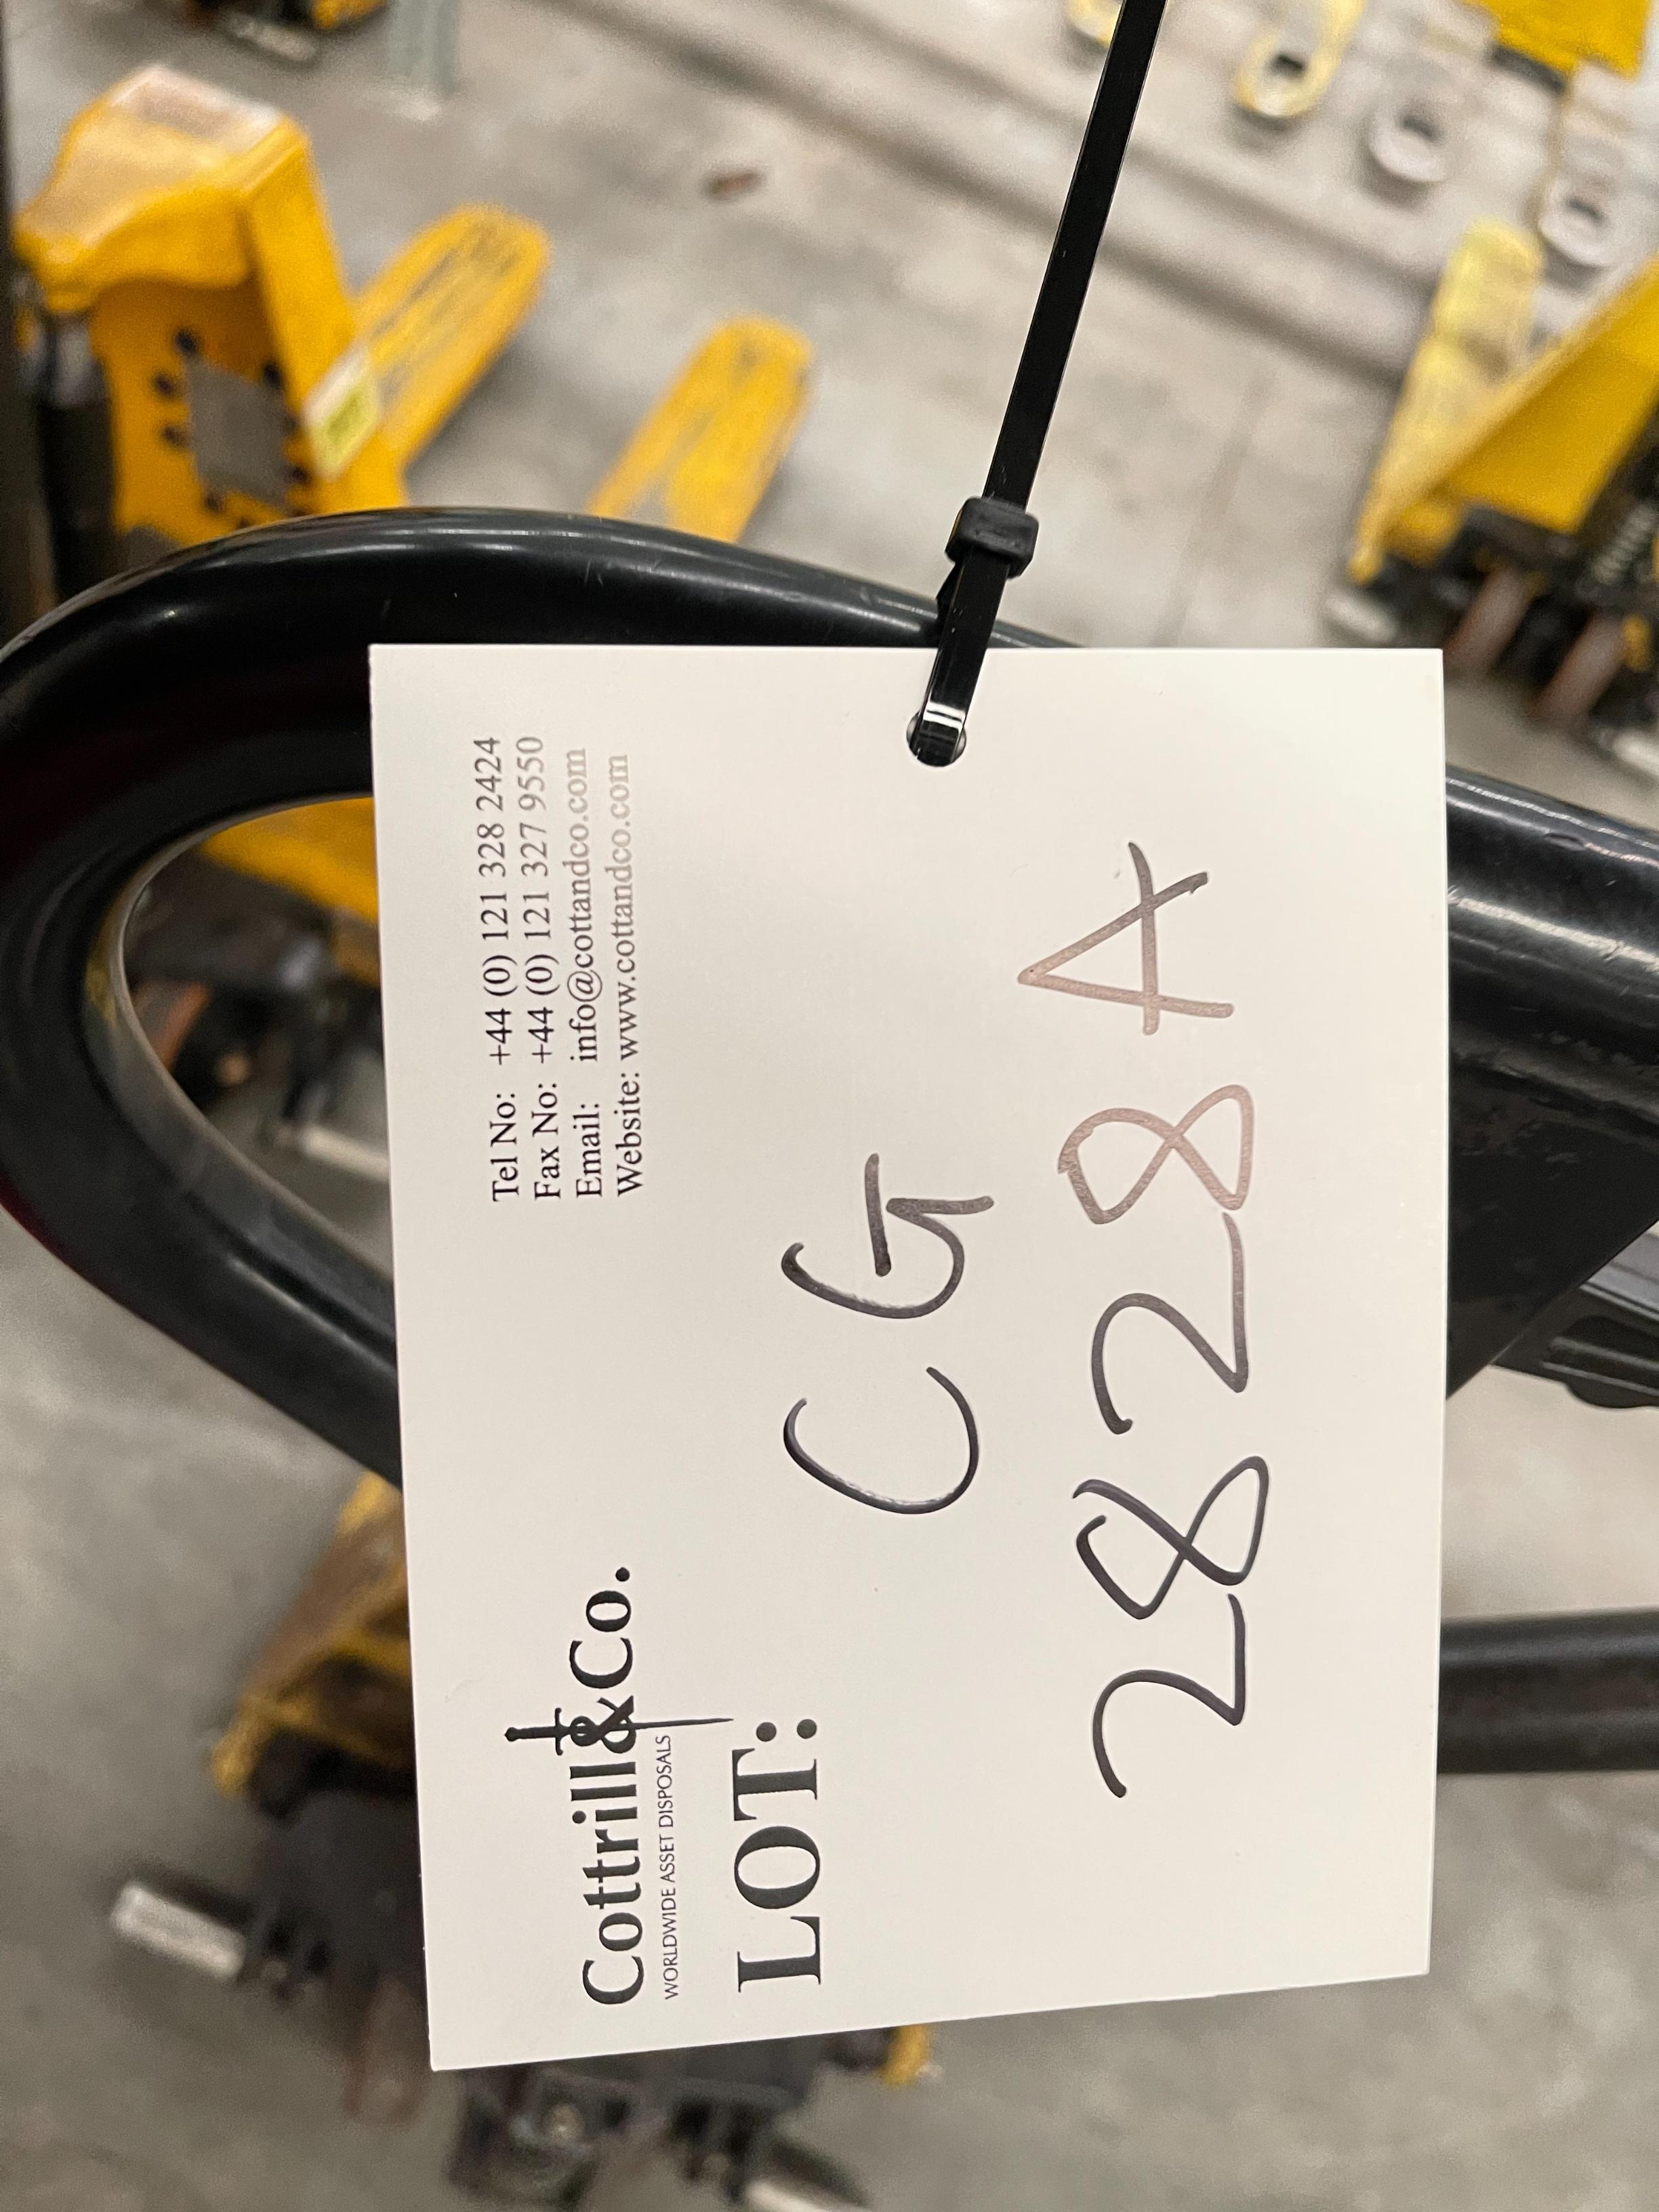 Cottrill&Co.
WORLDWIDE ASSET DISPOSALS
Tel No: +44 (0) 121 328 2424
Fax No: +44 (0) 121 327 9550
Email: info@cottandco.com
Website: www.cottandco.com
LOT:
CG
2828A